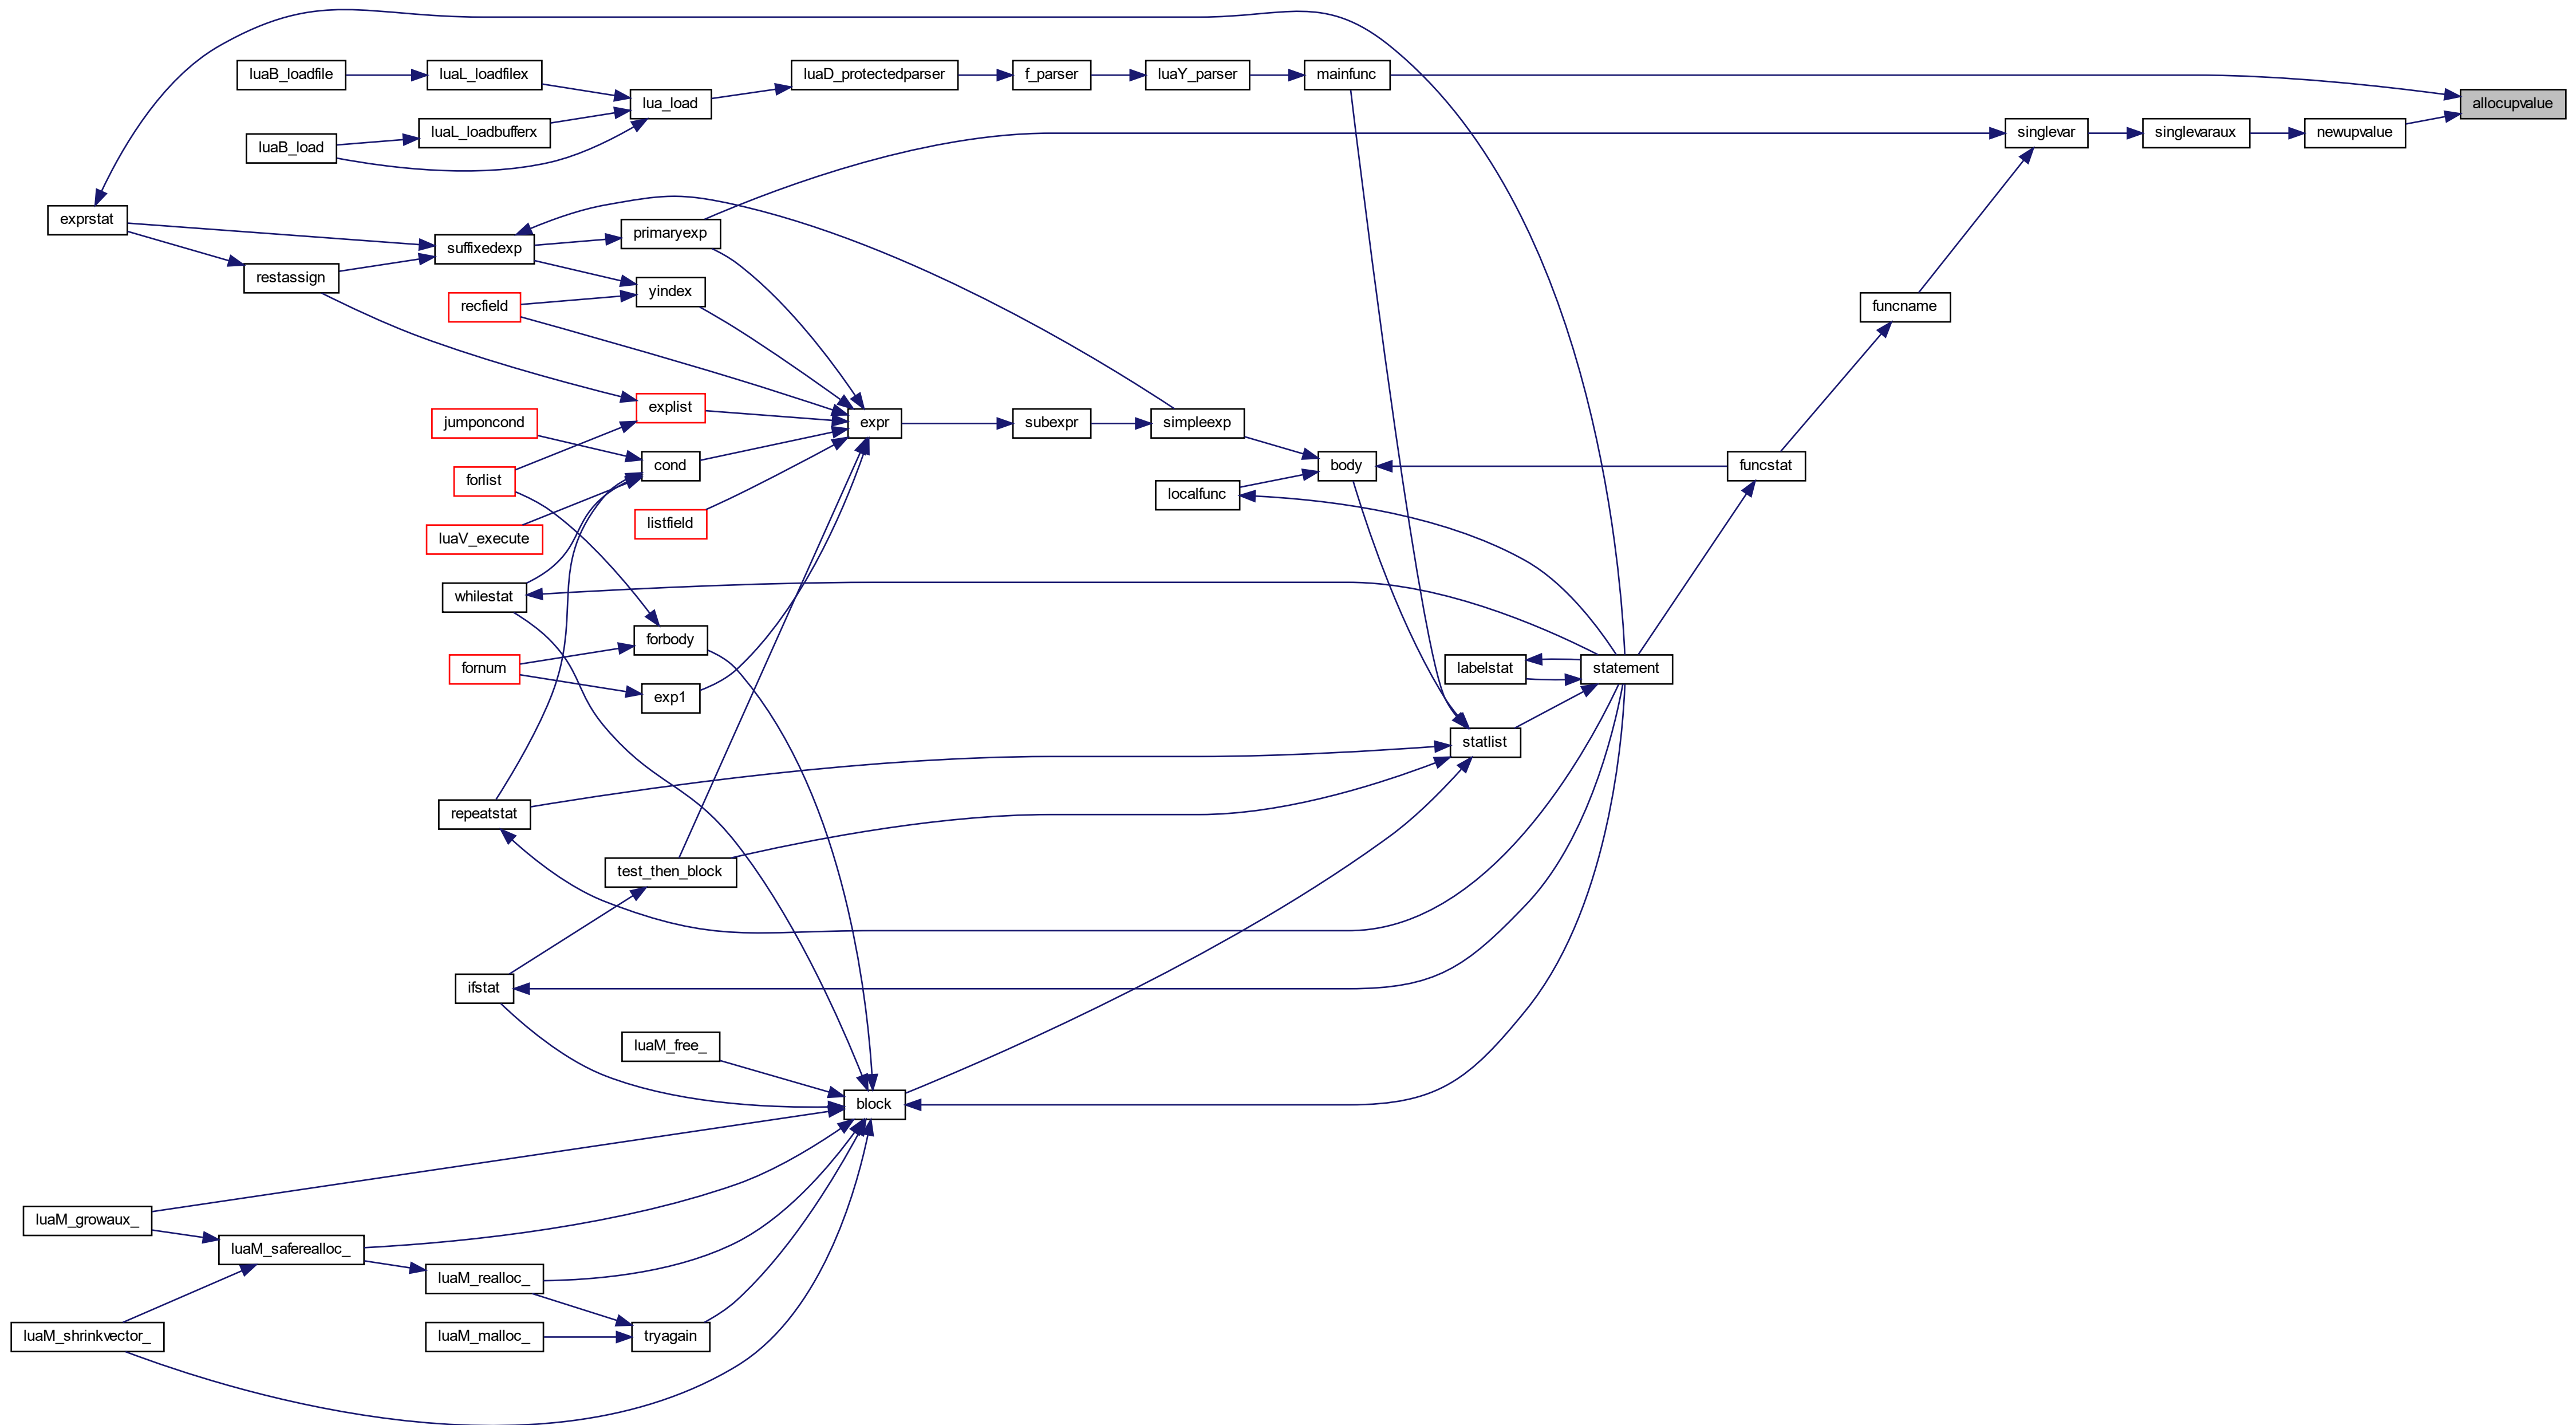 luaB_loadfile
luaL_loadfilex
luaD_protectedparser
f_parser
luaY_parser
mainfunc
lua_load
allocupvalue
luaL_loadbufferx
singlevar
singlevaraux
newupvalue
luaB_load
exprstat
primaryexp
suffixedexp
restassign
yindex
recfield
funcname
explist
jumponcond
expr
subexpr
simpleexp
cond
body
funcstat
forlist
localfunc
listfield
luaV_execute
whilestat
forbody
fornum
labelstat
statement
exp1
statlist
repeatstat
test_then_block
ifstat
luaM_free_
block
luaM_growaux_
luaM_saferealloc_
luaM_realloc_
luaM_shrinkvector_
luaM_malloc_
tryagain